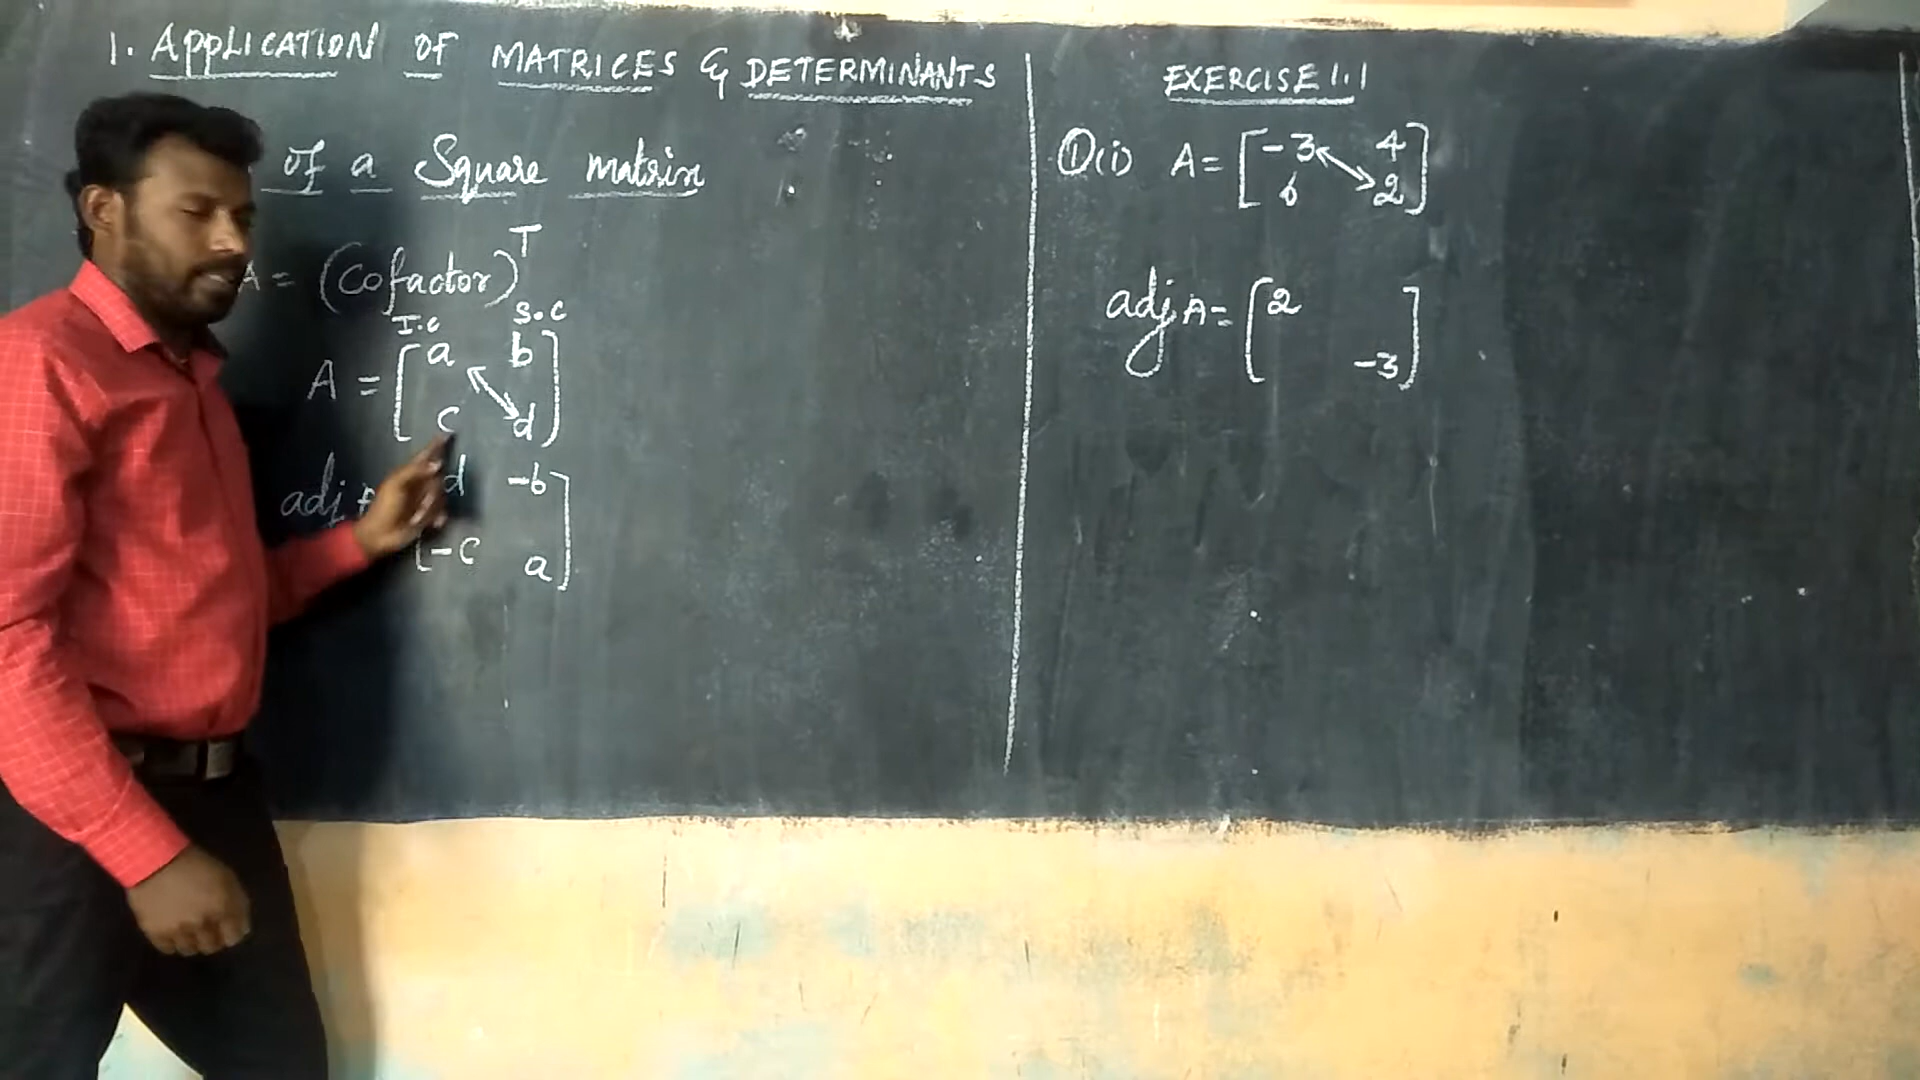 1. APPLICATION OF MATRICES & DETERMINANTS
of a Square matrix
A = (Cofactor)^T
I.C S.C
A = [a b
c d]
adj A d -b
[-c a]
EXERCISE 1.1
①(i) A = [-3 4
6 2]
adj A = [2
-3]